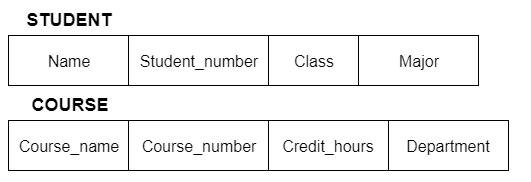 STUDENT
Name Student_number Class Major
COURSE
Course_name Course_number Credit_hours Department